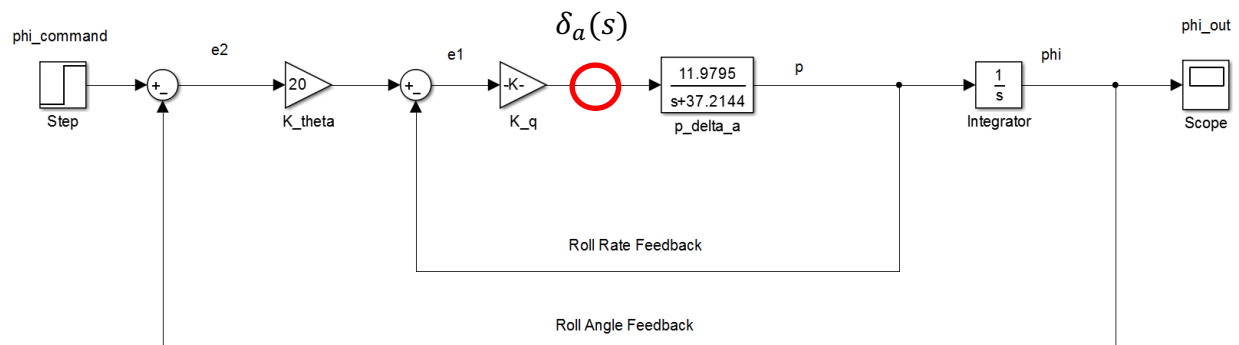 δₐ(s)
phi_command
phi_out
e2
e1
p
phi
+
-
20
+
-
-K-
11.9795
s+37.2144
1
s
Step
K_theta
K_q
p_delta_a
Integrator
Scope
Roll Rate Feedback
Roll Angle Feedback